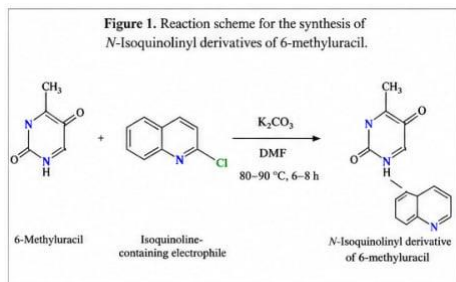 Figure 1. Reaction scheme for the synthesis of
N-Isoquinolinyl derivatives of 6-methyluracil.
CH₃
N
O
O
N
H
+
N
Cl
K₂CO₃
DMF
80–90 °C, 6–8 h
CH₃
N
O
O
N
H
N
6-Methyluracil
Isoquinoline-
containing electrophile
N-Isoquinolinyl derivative
of 6-methyluracil